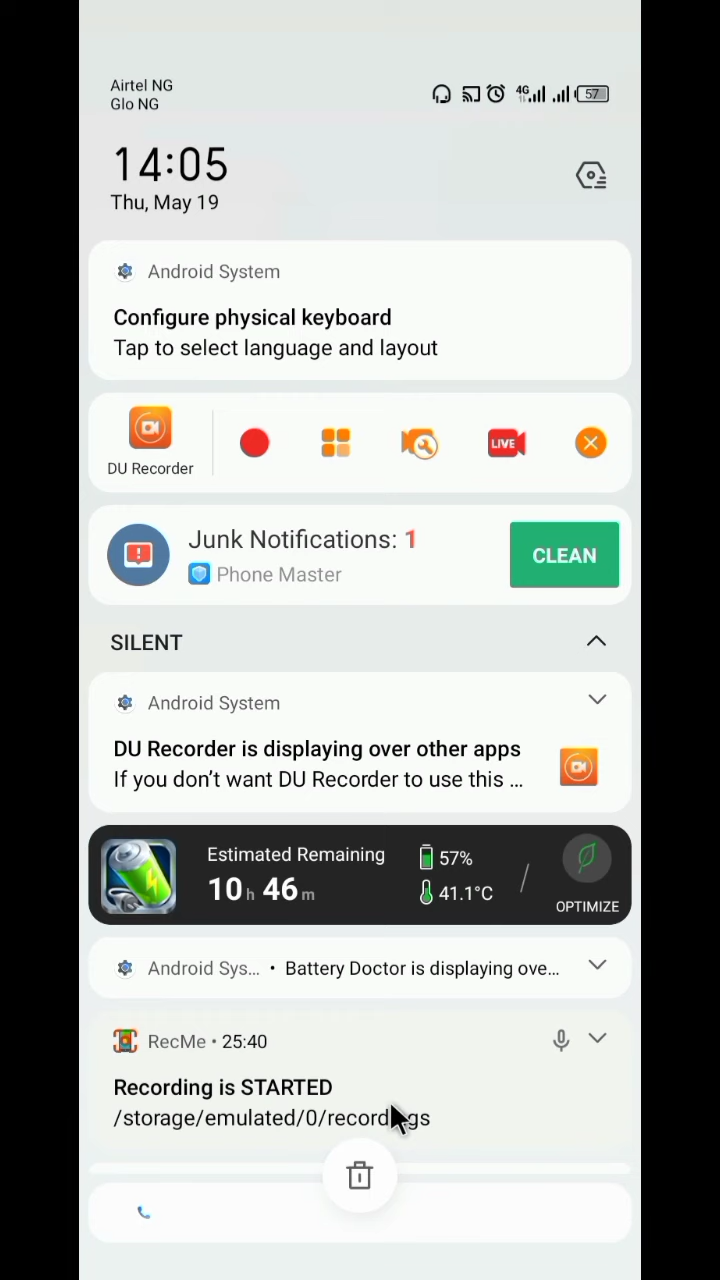 Airtel NG
Glo NG
4G 57
14:05
Thu, May 19
Android System
Configure physical keyboard
Tap to select language and layout
DU Recorder
LIVE
Junk Notifications: 1
Phone Master
CLEAN
SILENT
Android System
DU Recorder is displaying over other apps
If you don't want DU Recorder to use this ...
Estimated Remaining
10 h 46 m
57%
41.1°C
OPTIMIZE
Android Sys... • Battery Doctor is displaying ove...
RecMe • 25:40
Recording is STARTED
/storage/emulated/0/recordings